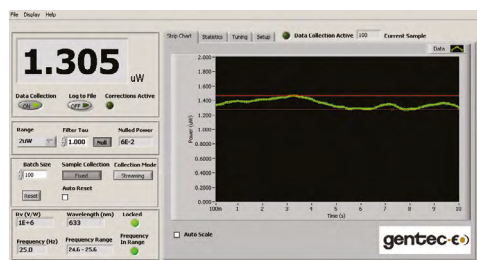 File Display Help
1.305 uW
Data Collection Log to File Corrections Active
ON OFF
Range Filter Tau Nulled Power
2uW 1.000 Null 6E-2
Batch Size Sample Collection Collection Mode
100 Fixed Streaming
Reset Auto Reset
Rv (V/W) Wavelength (nm) Locked
1E+6 633
Frequency (Hz) Frequency Range Frequency In Range
25.0 24.6 - 25.6
Strip Chart Statistics Tuning Setup Data Collection Active 100 Current Sample
Data
2.000
1.800
1.600
1.400
1.200
1.000
0.8000
0.6000
0.4000
0.2000
0.000
Power (uW)
100m 1 2 3 4 5 6 7 8 9 10
Time (s)
Auto Scale
gentec-eo